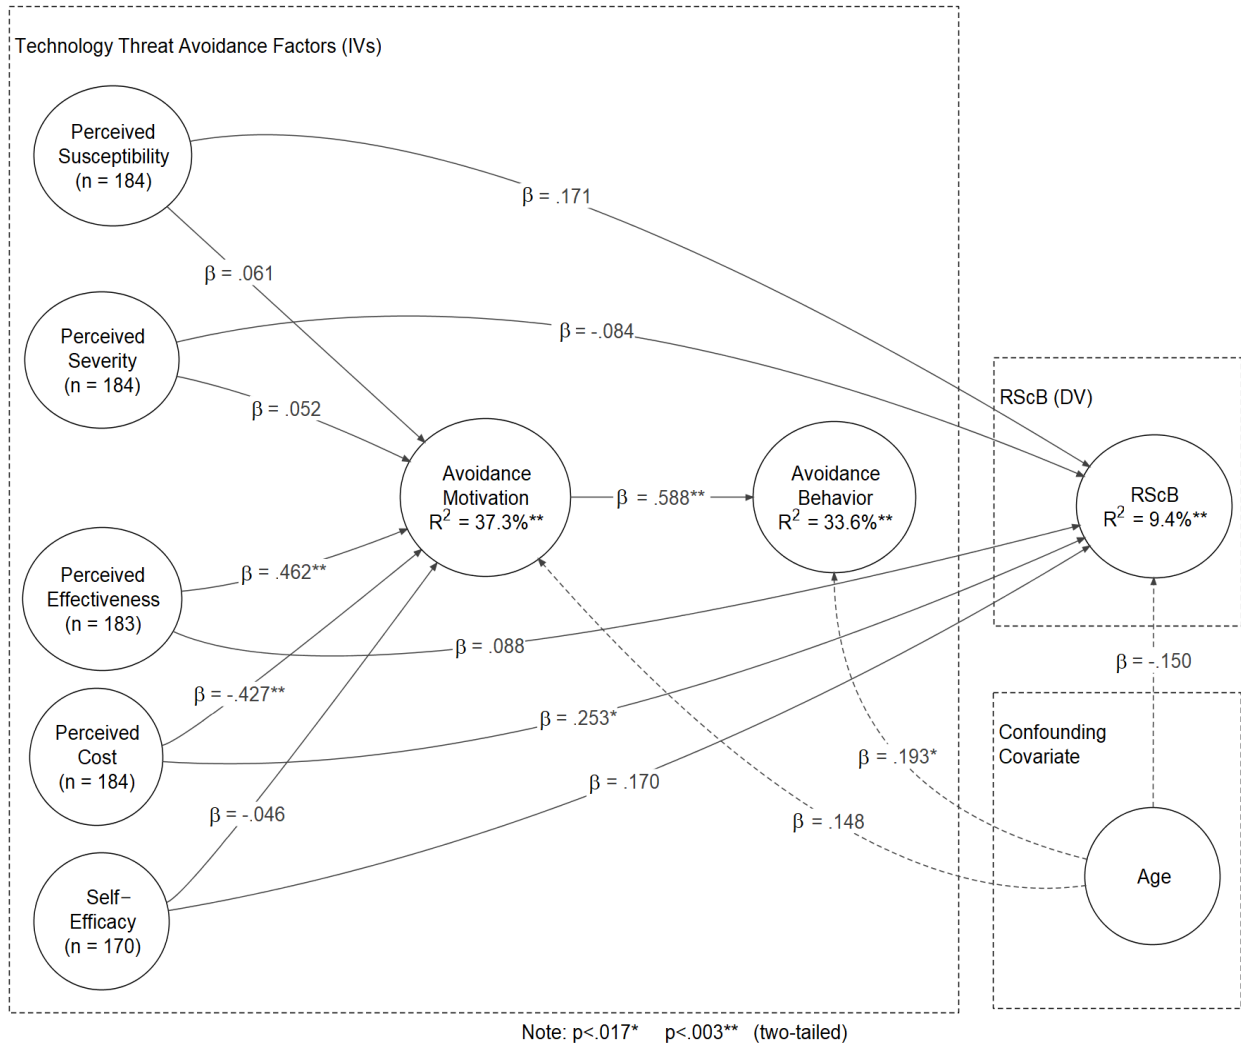 Technology Threat Avoidance Factors (IVs)
Perceived
Susceptibility
(n = 184)
β = .171
β = .061
Perceived
Severity
(n = 184)
β = -.084
β = .052
RScB (DV)
Avoidance
Motivation
R² = 37.3%**
β = .588**
Avoidance
Behavior
R² = 33.6%**
RScB
R² = 9.4%**
Perceived
Effectiveness
(n = 183)
β = .462**
β = .088
β = -.150
Perceived
Cost
(n = 184)
β = -.427**
β = .253*
β = .193*
Confounding
Covariate
β = -.046
β = .170
β = .148
Self−
Efficacy
(n = 170)
Age
Note: p<.017* p<.003** (two-tailed)